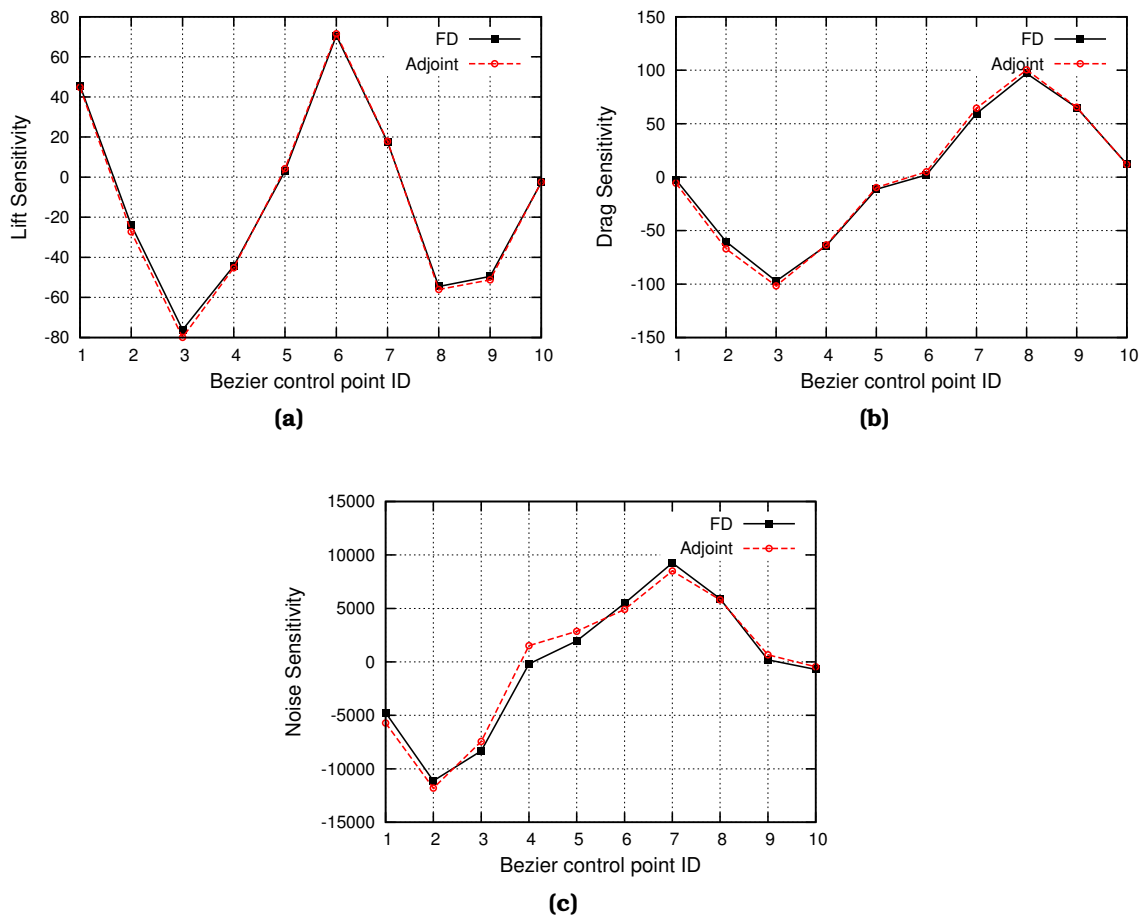 80
60
40
20
0
-20
-40
-60
-80
1 2 3 4 5 6 7 8 9 10
Lift Sensitivity
Bezier control point ID
FD
Adjoint
(a)
150
100
50
0
-50
-100
-150
1 2 3 4 5 6 7 8 9 10
Drag Sensitivity
Bezier control point ID
FD
Adjoint
(b)
15000
10000
5000
0
-5000
-10000
-15000
1 2 3 4 5 6 7 8 9 10
Noise Sensitivity
Bezier control point ID
FD
Adjoint
(c)